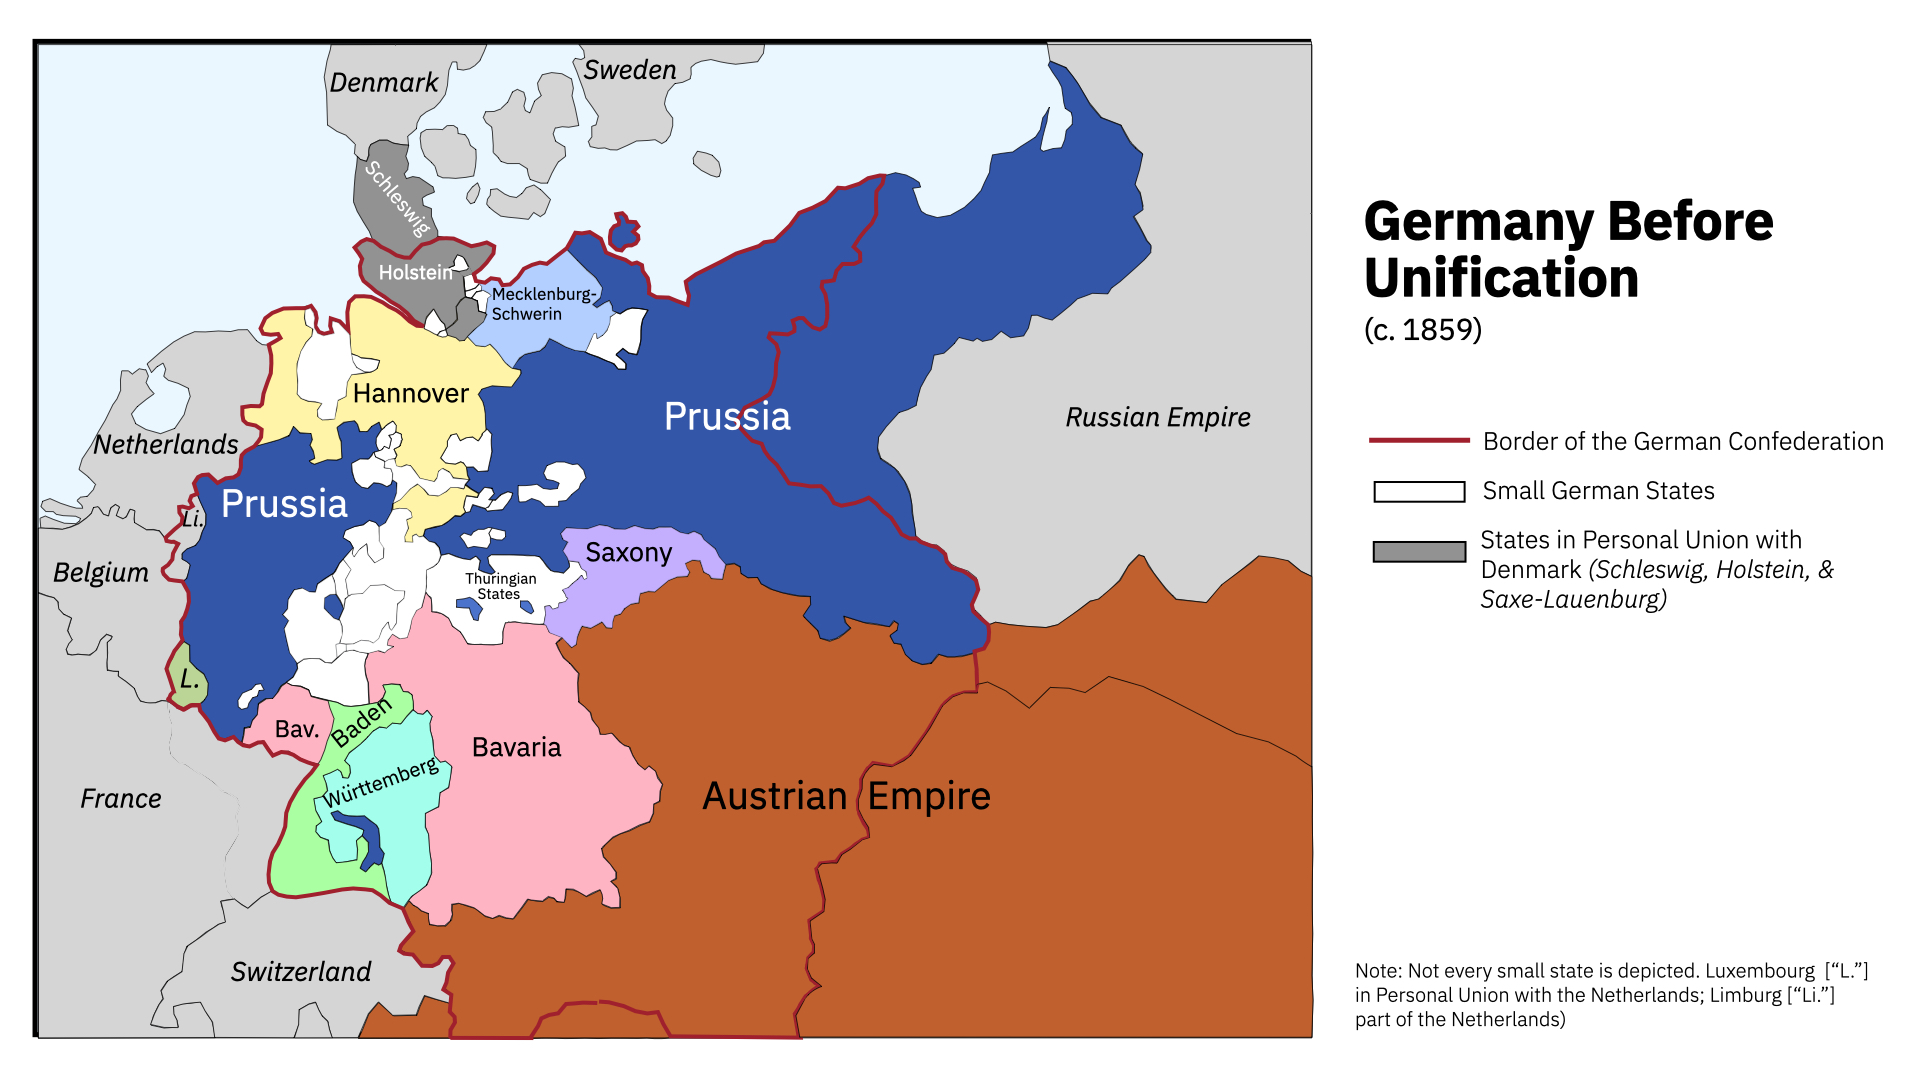 Denmark
Sweden
Schleswig
Holstein
Mecklenburg-
Schwerin
Hannover
Prussia
Russian Empire
Netherlands
Prussia
Li.
Belgium
Saxony
Thuringian
States
L.
Bav.
Baden
Bavaria
Württemberg
France
Austrian Empire
Switzerland
Germany Before
Unification
(c. 1859)
Border of the German Confederation
Small German States
States in Personal Union with
Denmark (Schleswig, Holstein, &
Saxe-Lauenburg)
Note: Not every small state is depicted. Luxembourg [“L.”]
in Personal Union with the Netherlands; Limburg [“Li.”]
part of the Netherlands)